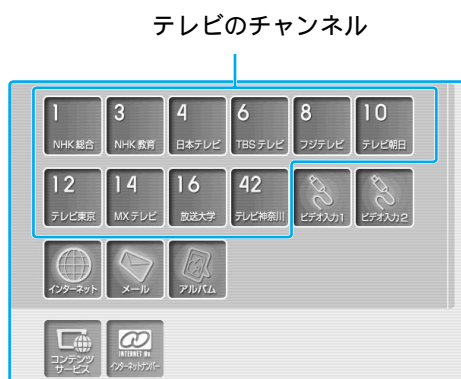 テレビのチャンネル
1 3 4 6 8 10
NHK 総合 NHK 教育 日本テレビ TBS テレビ フジテレビ テレビ朝日
12 14 16 42
テレビ東京 MX テレビ 放送大学 テレビ神奈川 ビデオ入力1 ビデオ入力2
インターネット メール アルバム
コンテンツ
サービス
INTERNET No.
インターネットナンバー